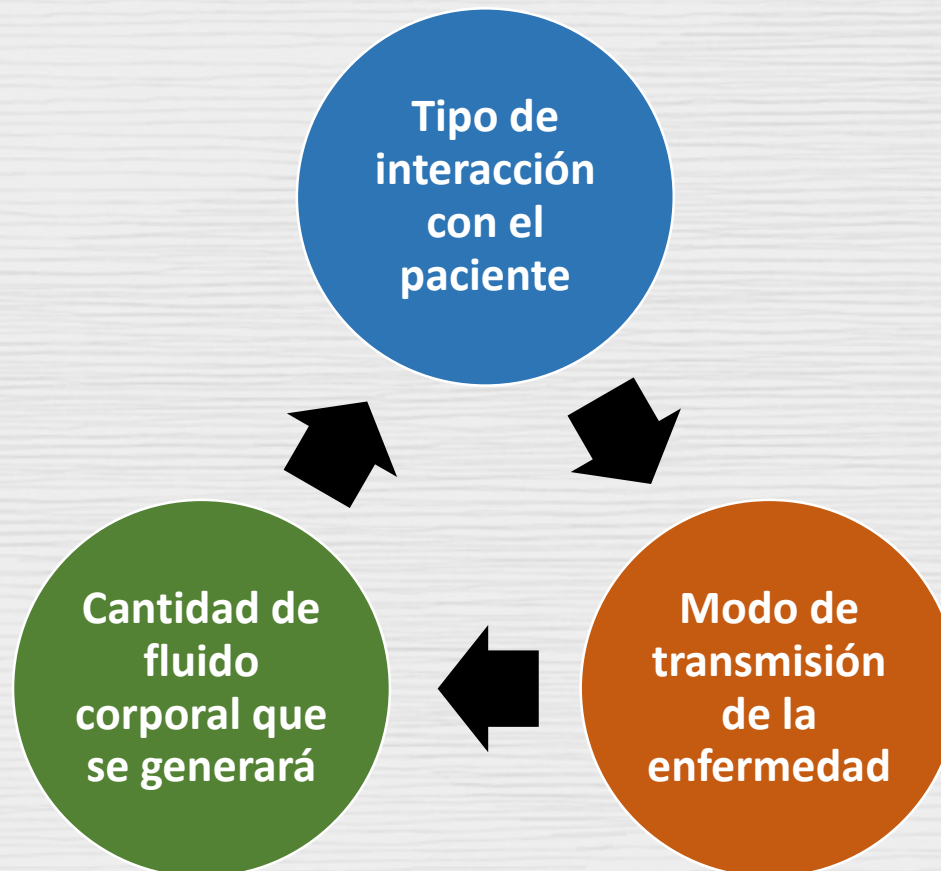 Tipo de
interacción
con el
paciente
Modo de
transmisión
de la
enfermedad
Cantidad de
fluido
corporal que
se generará